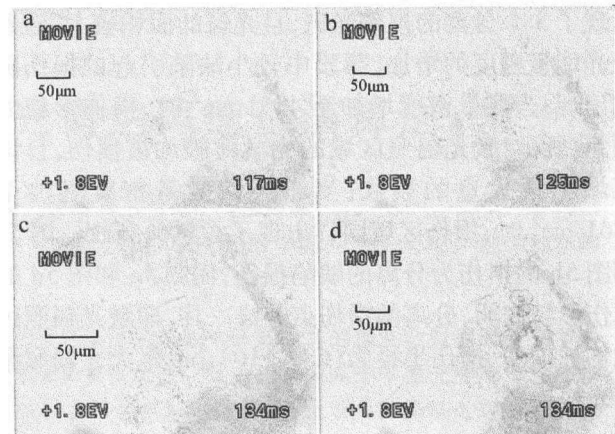 a
MOVIE
50μm
+1.8EV 117ms
b
MOVIE
50μm
+1.8EV 125ms
c
MOVIE
50μm
+1.8EV 134ms
d
MOVIE
50μm
+1.8EV 134ms